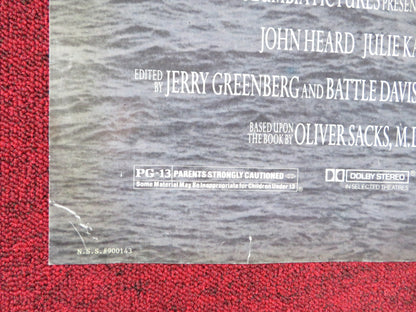 PICTURES PRESEN
JOHN HEARD JULIE KA
EDITED BY JERRY GREENBERG AND BATTLE DAVIS
BASED UPON THE BOOK BY OLIVER SACKS, M.D
PG-13 PARENTS STRONGLY CAUTIONED
Some Material May Be Inappropriate for Children Under 13
DOLBY STEREO
IN SELECTED THEATRES
N.S.S.#900143